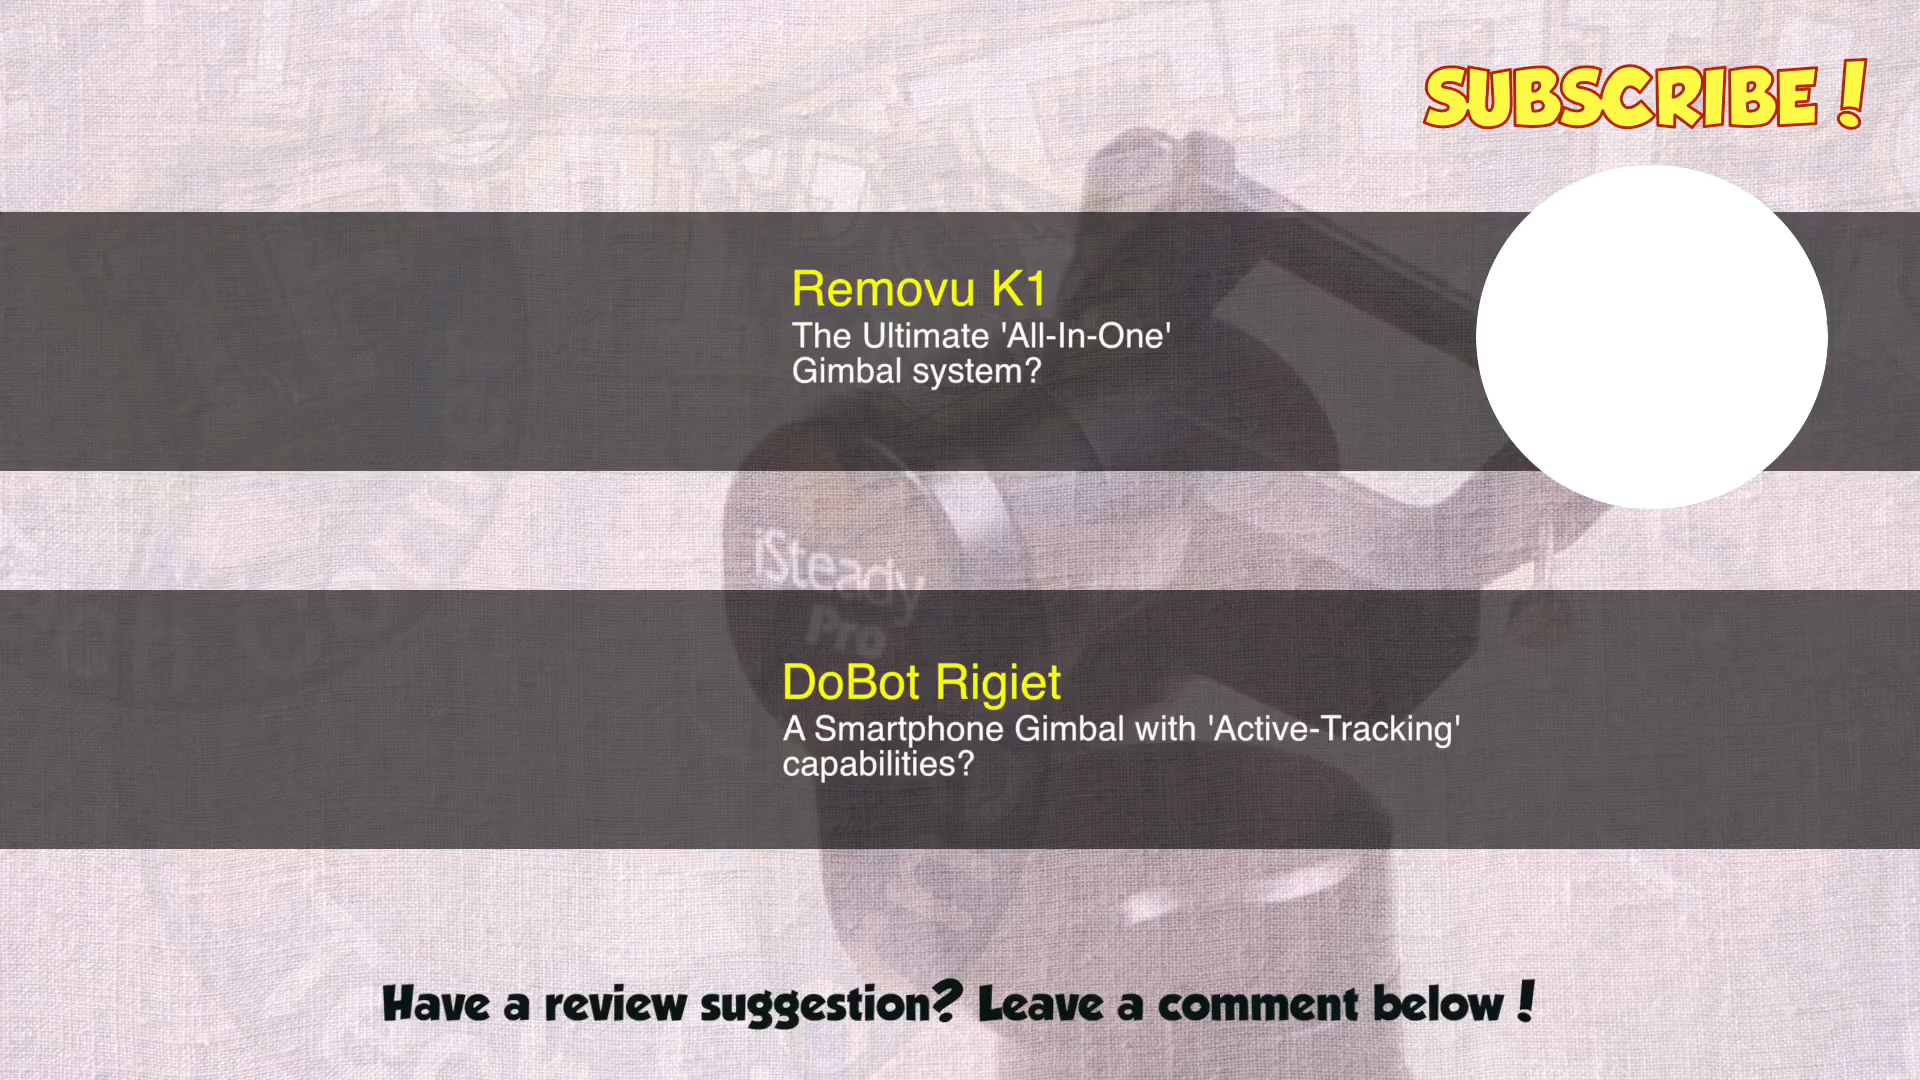 SUBSCRIBE!
Removu K1
The Ultimate 'All-In-One'
Gimbal system?
iSteady
Pro
DoBot Rigiet
A Smartphone Gimbal with 'Active-Tracking'
capabilities?
Have a review suggestion? Leave a comment below!